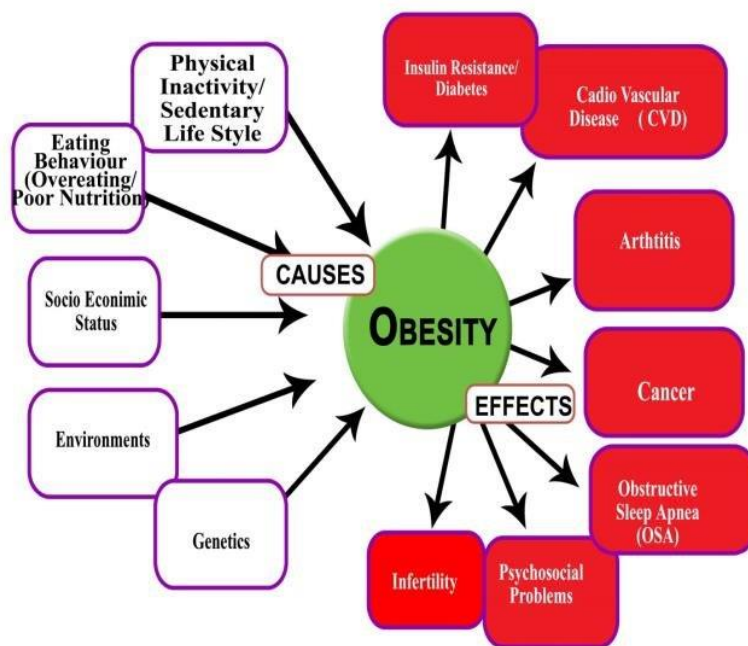 Physical
Inactivity/
Sedentary
Life Style
Eating
Behaviour
(Overeating/
Poor Nutrition)
Socio Econimic
Status
Environments
Genetics
CAUSES
OBESITY
EFFECTS
Insulin Resistance/
Diabetes
Cadio Vascular
Disease ( CVD)
Arthtitis
Cancer
Obstructive
Sleep Apnea
(OSA)
Psychosocial
Problems
Infertility